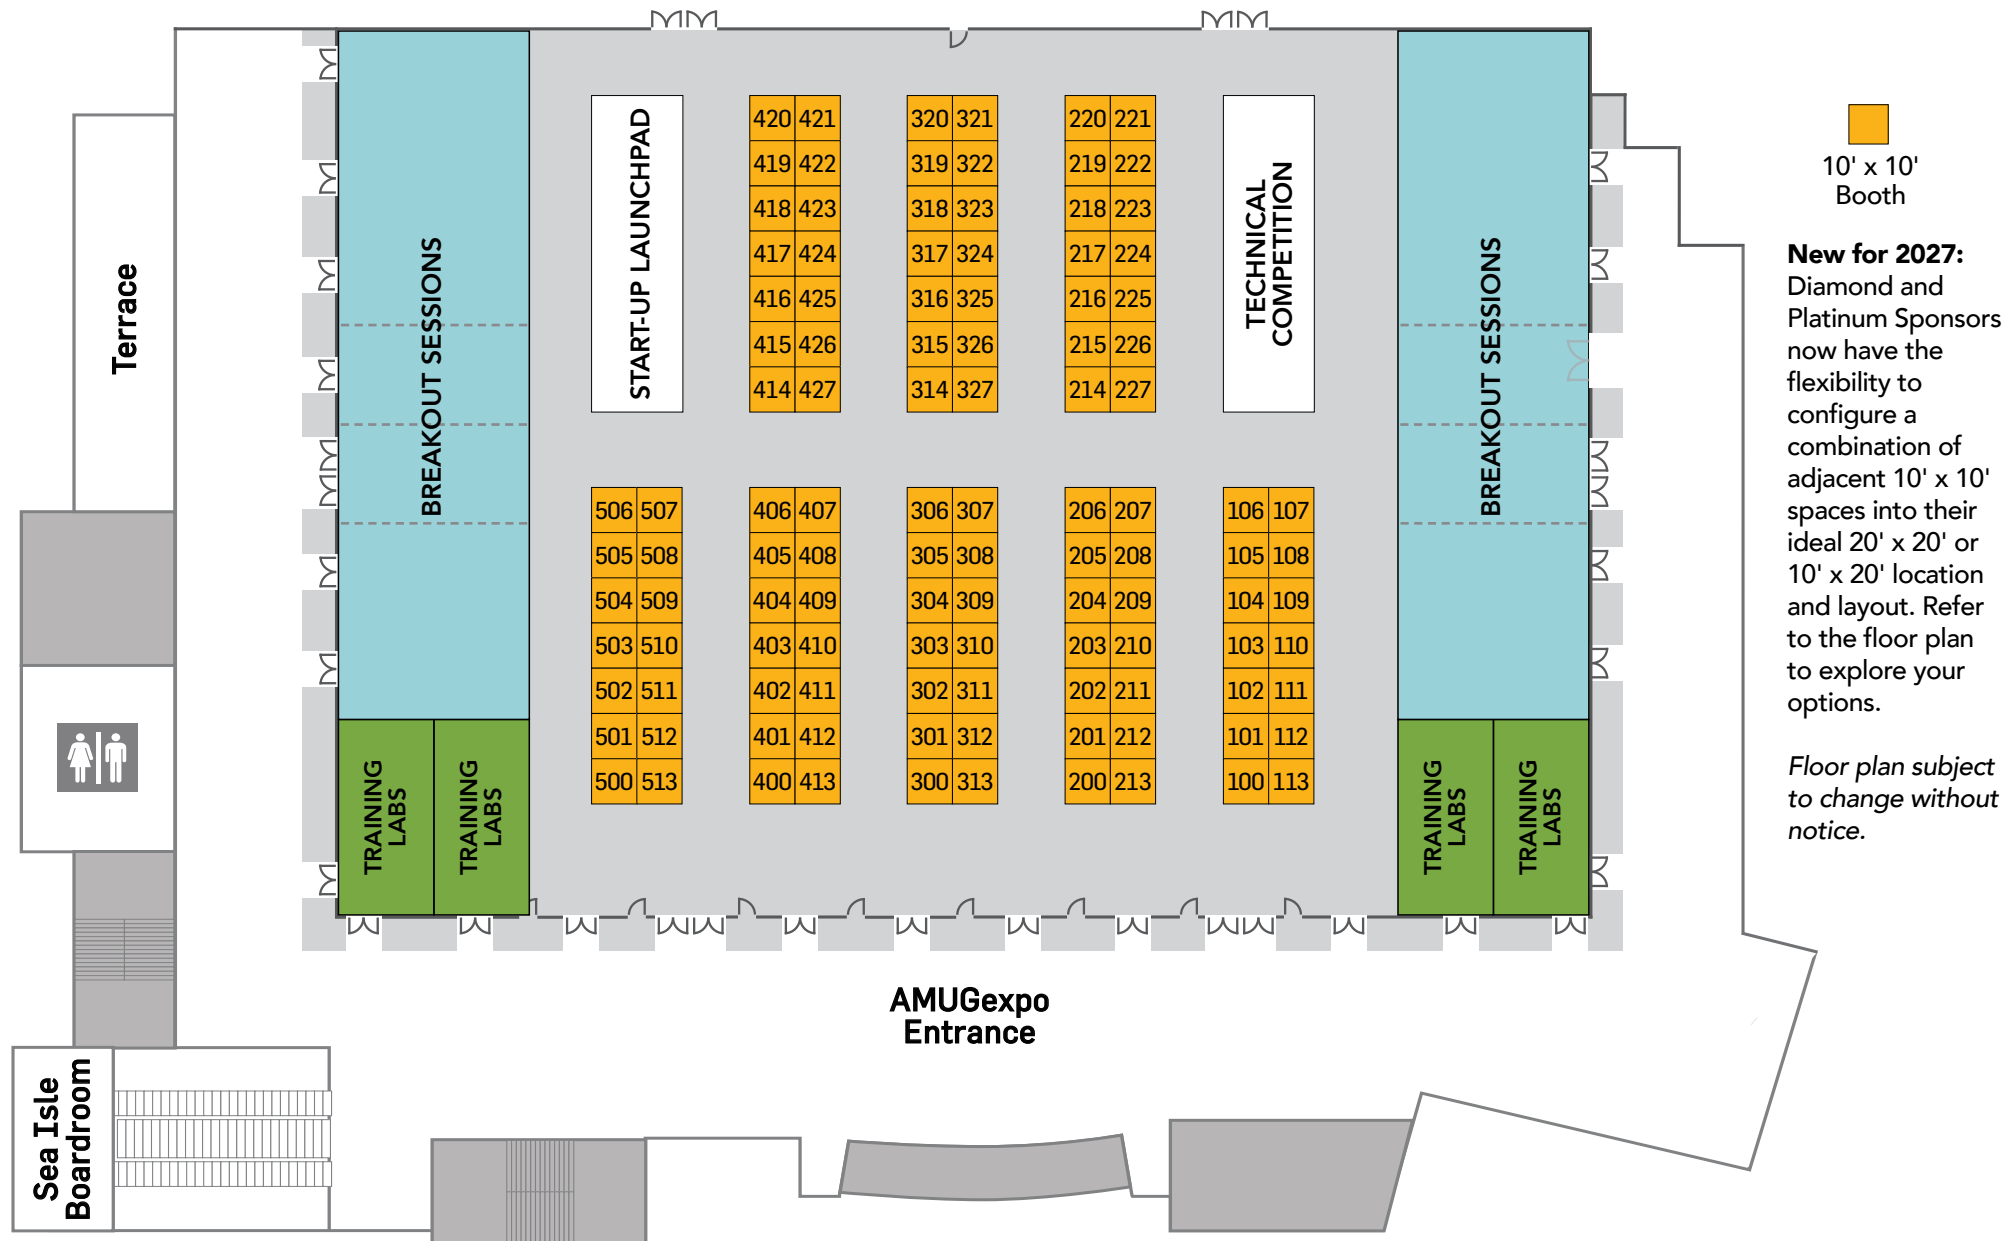 Terrace
BREAKOUT SESSIONS
START-UP LAUNCHPAD
420 421
419 422
418 423
417 424
416 425
415 426
414 427
320 321
319 322
318 323
317 324
316 325
315 326
314 327
220 221
219 222
218 223
217 224
216 225
215 226
214 227
TECHNICAL
COMPETITION
BREAKOUT SESSIONS
506 507
505 508
504 509
503 510
502 511
501 512
500 513
406 407
405 408
404 409
403 410
402 411
401 412
400 413
306 307
305 308
304 309
303 310
302 311
301 312
300 313
206 207
205 208
204 209
203 210
202 211
201 212
200 213
106 107
105 108
104 109
103 110
102 111
101 112
100 113
TRAINING
LABS
TRAINING
LABS
TRAINING
LABS
TRAINING
LABS
AMUGexpo
Entrance
Sea Isle
Boardroom
10' x 10'
Booth
New for 2027:
Diamond and
Platinum Sponsors
now have the
flexibility to
configure a
combination of
adjacent 10' x 10'
spaces into their
ideal 20' x 20' or
10' x 20' location
and layout. Refer
to the floor plan
to explore your
options.
Floor plan subject
to change without
notice.